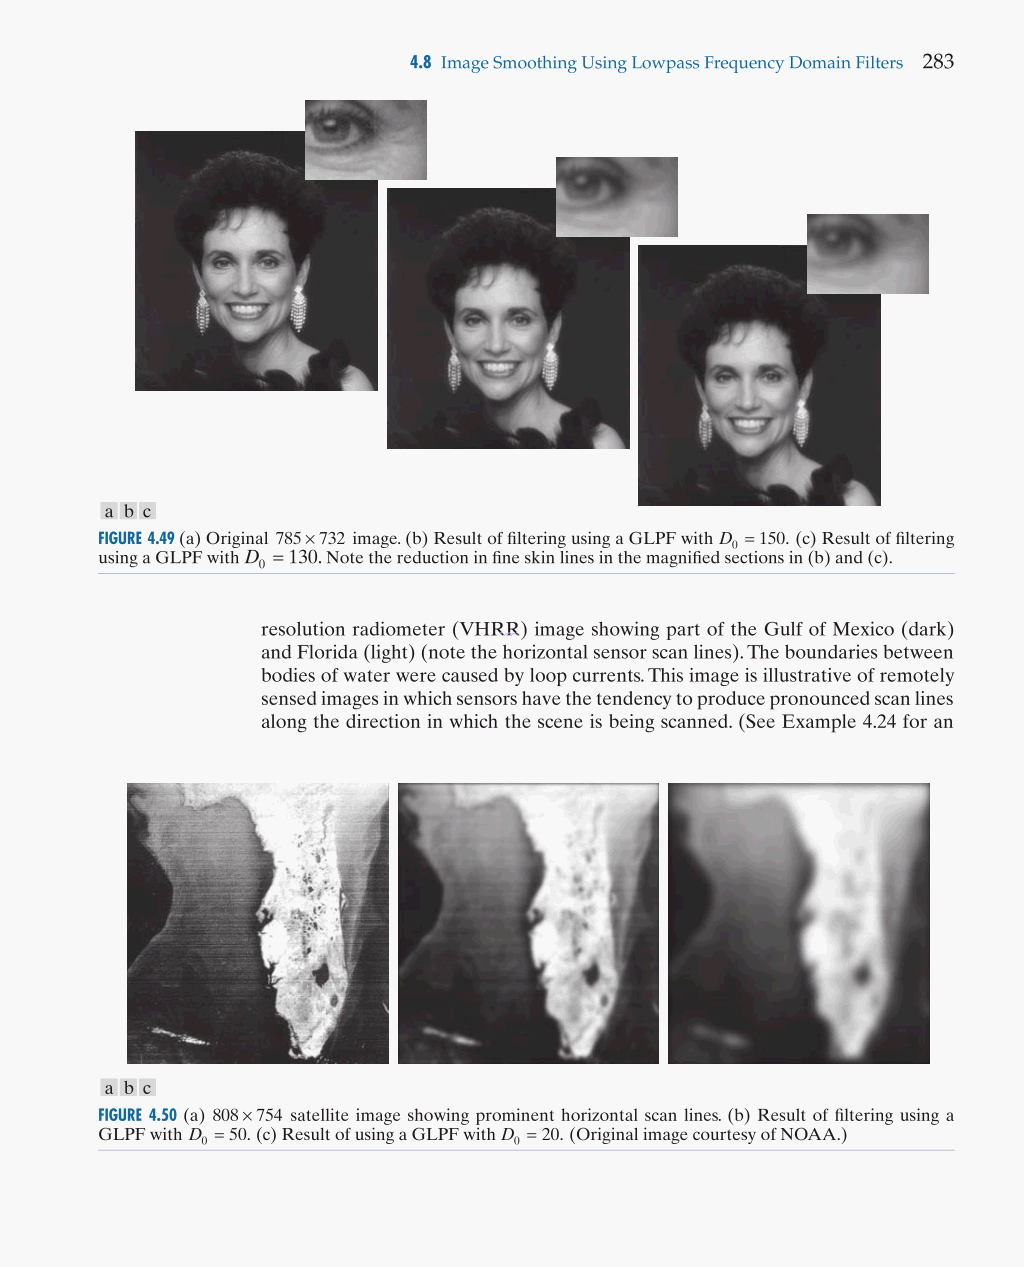 4.8 Image Smoothing Using Lowpass Frequency Domain Filters 283
a b c
FIGURE 4.49 (a) Original 785 × 732 image. (b) Result of filtering using a GLPF with D₀ = 150. (c) Result of filtering
using a GLPF with D₀ = 130. Note the reduction in fine skin lines in the magnified sections in (b) and (c).
resolution radiometer (VHRR) image showing part of the Gulf of Mexico (dark)
and Florida (light) (note the horizontal sensor scan lines). The boundaries between
bodies of water were caused by loop currents. This image is illustrative of remotely
sensed images in which sensors have the tendency to produce pronounced scan lines
along the direction in which the scene is being scanned. (See Example 4.24 for an
a b c
FIGURE 4.50 (a) 808 × 754 satellite image showing prominent horizontal scan lines. (b) Result of filtering using a
GLPF with D₀ = 50. (c) Result of using a GLPF with D₀ = 20. (Original image courtesy of NOAA.)